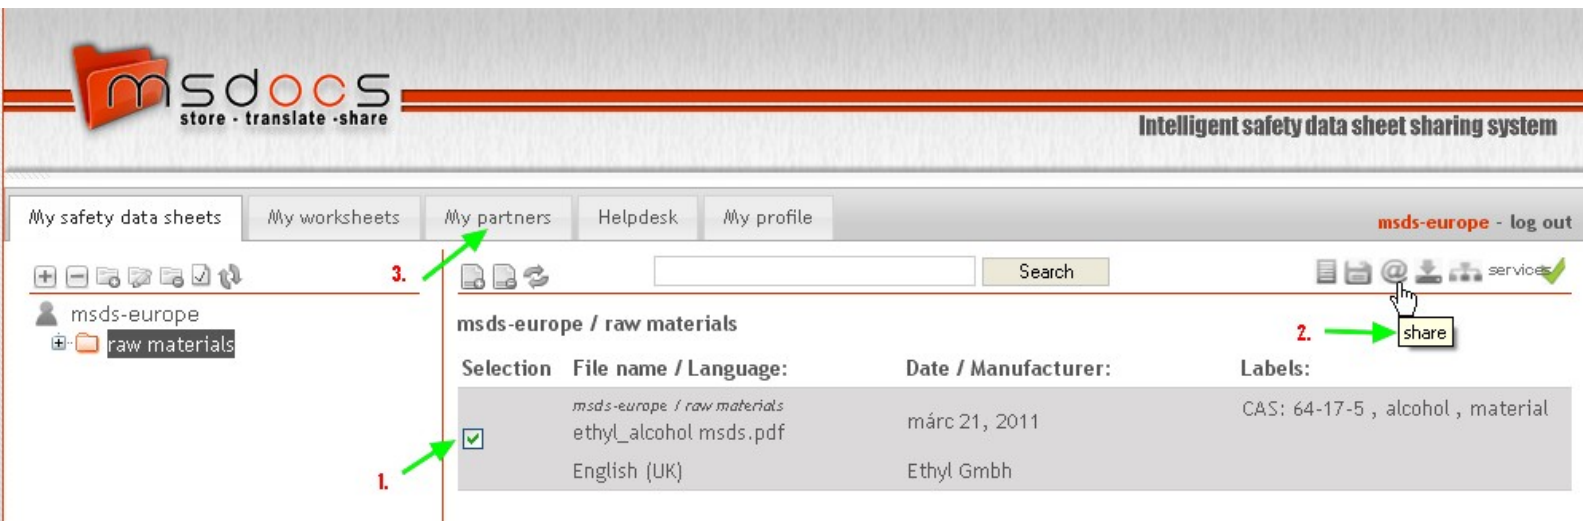 msdocs
store - translate -share
Intelligent safety data sheet sharing system
My safety data sheets My worksheets My partners Helpdesk My profile
msds-europe - log out
3.
Search
services
msds-europe
raw materials
msds-europe / raw materials
2.
share
Selection File name / Language: Date / Manufacturer: Labels:
msds-europe / raw materials
ethyl_alcohol msds.pdf
márc 21, 2011
CAS: 64-17-5 , alcohol , material
English (UK)
Ethyl Gmbh
1.